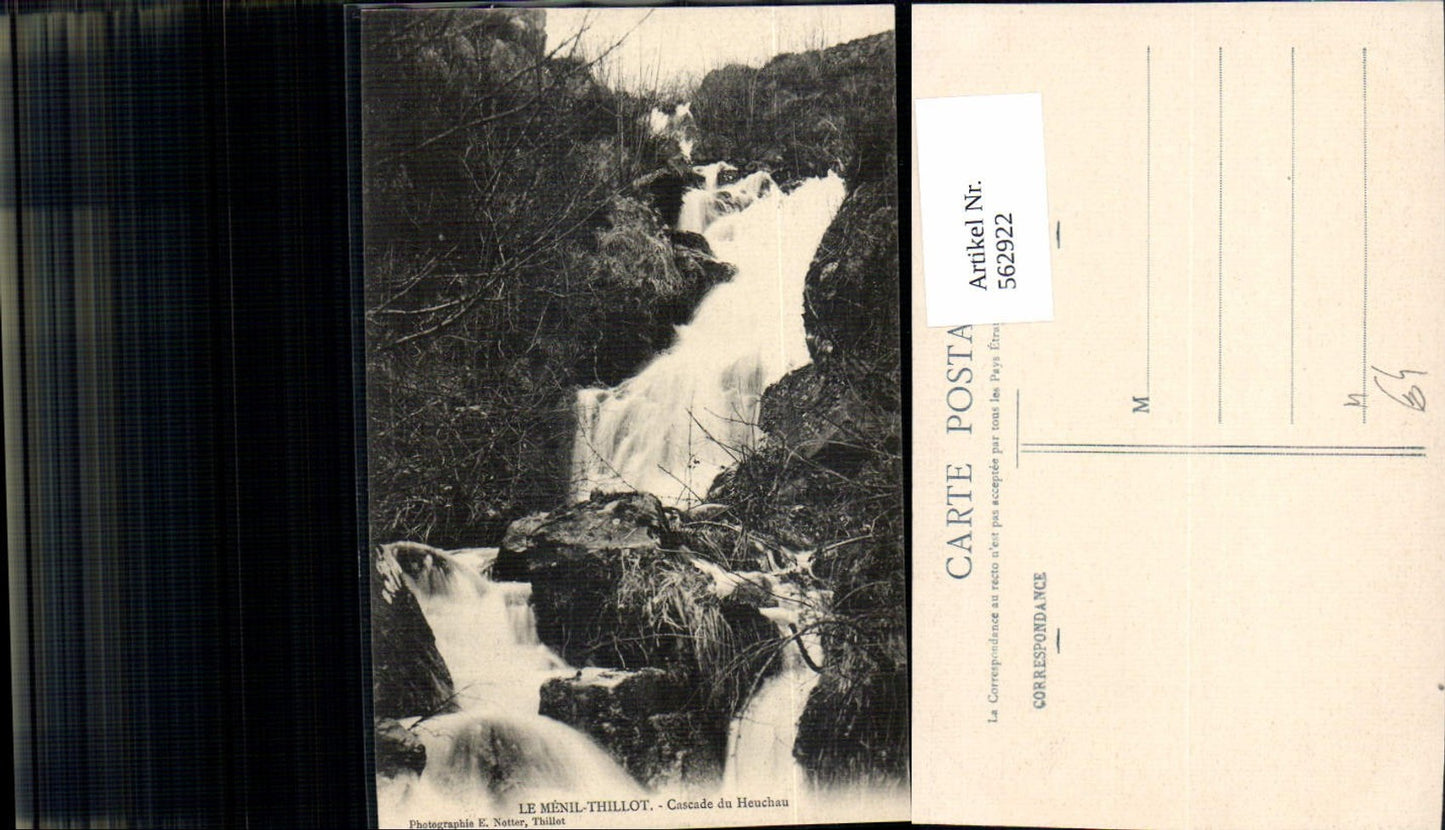 LE MÉNIL-THILLOT. - Cascade du Heuchau
Photographie E. Notter, Thillot
Artikel Nr.
562922
CARTE POSTA
La Correspondance au recto n'est pas acceptée par tous les Pays Étra
CORRESPONDANCE
M